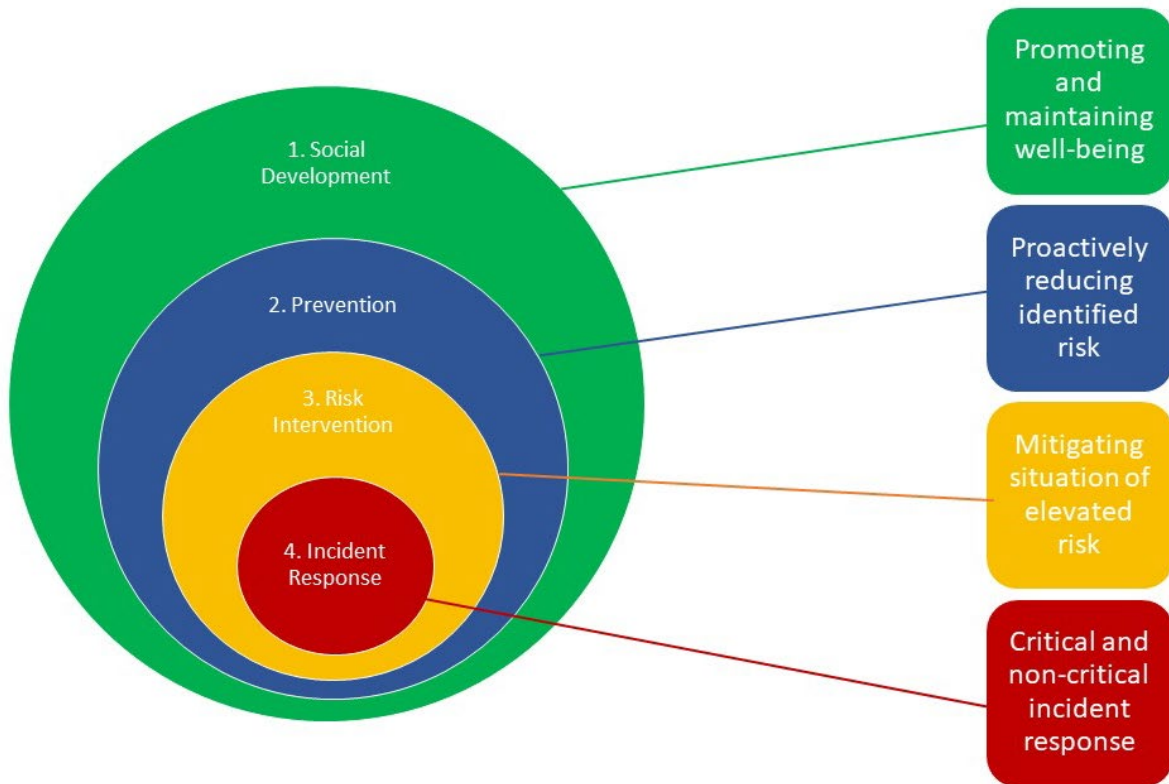 1. Social
Development
2. Prevention
3. Risk
Intervention
4. Incident
Response
Promoting
and
maintaining
well-being
Proactively
reducing
identified
risk
Mitigating
situation of
elevated
risk
Critical and
non-critical
incident
response